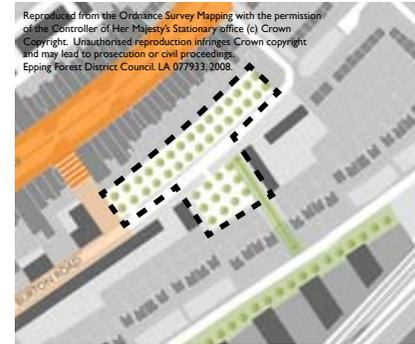 Reproduced from the Ordnance Survey Mapping with the permission
of the Controller of Her Majesty's Stationary office (c) Crown
Copyright. Unauthorised reproduction infringes Crown copyright
and may lead to prosecution or civil proceedings.
Epping Forest District Council. LA 077933, 2008.
BURTON ROAD